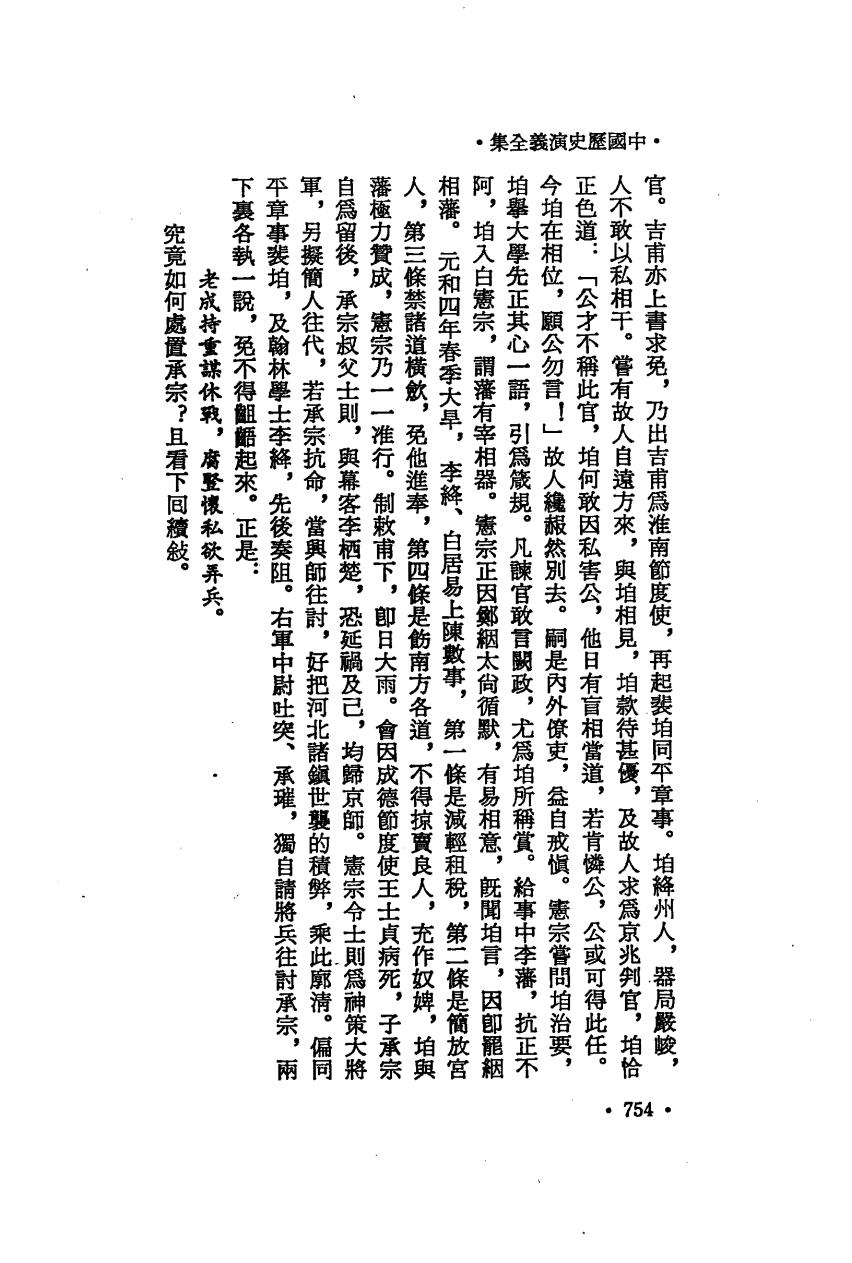 ·中國歷史演義全集·
官。吉甫亦上書求免，乃出吉甫爲淮南節度使，再起裴垍同平章事。垍絳州人，器局嚴峻，
人不敢以私相干。嘗有故人自遠方來，與垍相見，垍款待甚優，及故人求爲京兆判官，垍恰
正色道：「公才不稱此官，垍何敢因私害公，他日有盲相當道，若肯憐公，公或可得此任。
今垍在相位，願公勿言！」故人纔赧然別去。嗣是內外僚吏，益自戒愼。憲宗嘗問垍治要，
垍舉大學先正其心一語，引爲箴規。凡諫官敢言闕政，尤爲垍所稱賞。給事中李藩，抗正不
阿，垍入白憲宗，謂藩有宰相器。憲宗正因鄭絪太尙循默，有易相意，旣聞垍言，因卽罷絪
相藩。元和四年春季大旱，李絳、白居易上陳數事，第一條是減輕租稅，第二條是簡放宮
人，第三條禁諸道橫斂，免他進奉，第四條是飭南方各道，不得掠賣良人，充作奴婢，垍與
藩極力贊成，憲宗乃一一准行。制敕甫下，卽日大雨。會因成德節度使王士貞病死，子承宗
自爲留後，承宗叔父士則，與幕客李栖楚，恐延禍及己，均歸京師。憲宗令士則爲神策大將
軍，另擬簡人往代，若承宗抗命，當興師往討，好把河北諸鎭世襲的積弊，乘此廓淸。偏同
平章事裴垍，及翰林學士李絳，先後奏阻。右軍中尉吐突、承璀，獨自請將兵往討承宗，兩
下裏各執一說，免不得齟齬起來。正是：
老成持重謀休戰，腐豎懷私欲弄兵。
究竟如何處置承宗？且看下回續敍。
·754·